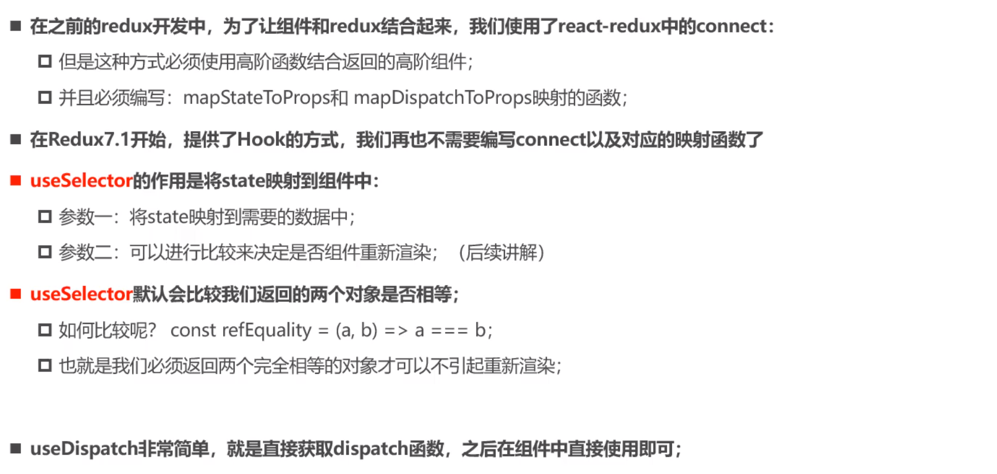 在之前的redux开发中，为了让组件和redux结合起来，我们使用了react-redux中的connect：
但是这种方式必须使用高阶函数结合返回的高阶组件；
并且必须编写：mapStateToProps和 mapDispatchToProps映射的函数；
在Redux7.1开始，提供了Hook的方式，我们再也不需要编写connect以及对应的映射函数了
useSelector的作用是将state映射到组件中：
参数一：将state映射到需要的数据中；
参数二：可以进行比较来决定是否组件重新渲染；（后续讲解）
useSelector默认会比较我们返回的两个对象是否相等；
如何比较呢？ const refEquality = (a, b) => a === b；
也就是我们必须返回两个完全相等的对象才可以不引起重新渲染；
useDispatch非常简单，就是直接获取dispatch函数，之后在组件中直接使用即可；